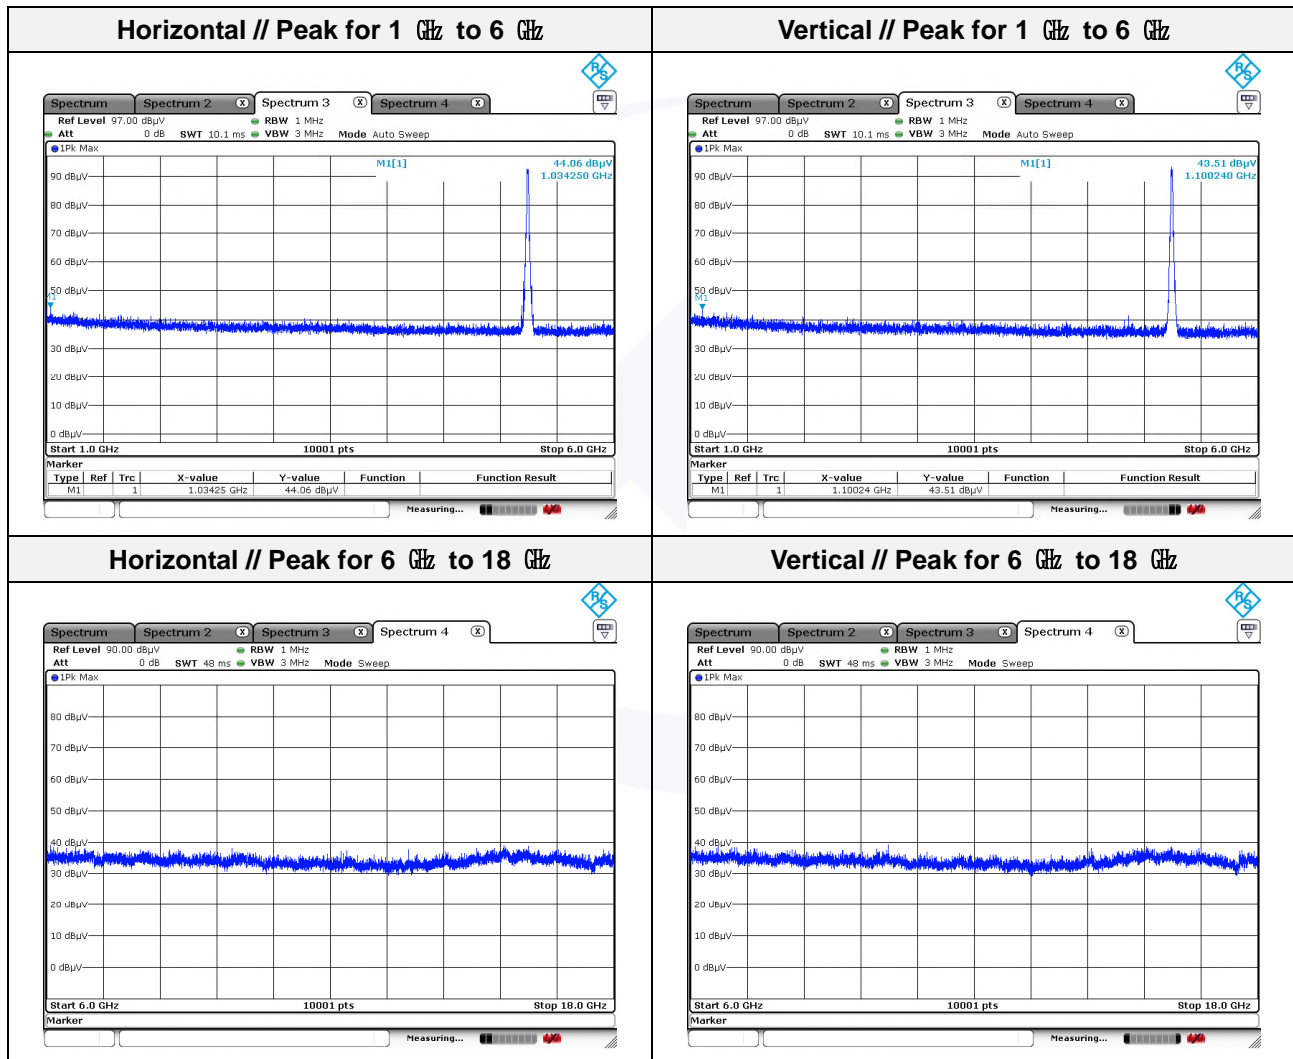 Horizontal // Peak for 1 ㎓ to 6 ㎓
Vertical // Peak for 1 ㎓ to 6 ㎓
R&S
Spectrum Spectrum 2 X Spectrum 3 X Spectrum 4 X
Ref Level 97.00 dBµV RBW 1 MHz
Att 0 dB SWT 10.1 ms VBW 3 MHz Mode Auto Sweep
1Pk Max
M1[1] 44.06 dBµV
1.034250 GHz
90 dBµV
80 dBµV
70 dBµV
60 dBµV
50 dBµV
M1
30 dBµV
20 dBµV
10 dBµV
0 dBµV
Start 1.0 GHz 10001 pts Stop 6.0 GHz
Marker
Type Ref Trc X-value Y-value Function Function Result
M1 1 1.03425 GHz 44.06 dBµV
Measuring...
R&S
Spectrum Spectrum 2 X Spectrum 3 X Spectrum 4 X
Ref Level 97.00 dBµV RBW 1 MHz
Att 0 dB SWT 10.1 ms VBW 3 MHz Mode Auto Sweep
1Pk Max
M1[1] 43.51 dBµV
1.100240 GHz
90 dBµV
80 dBµV
70 dBµV
60 dBµV
50 dBµV
M1
30 dBµV
20 dBµV
10 dBµV
0 dBµV
Start 1.0 GHz 10001 pts Stop 6.0 GHz
Marker
Type Ref Trc X-value Y-value Function Function Result
M1 1 1.10024 GHz 43.51 dBµV
Measuring...
Horizontal // Peak for 6 ㎓ to 18 ㎓
Vertical // Peak for 6 ㎓ to 18 ㎓
R&S
Spectrum Spectrum 2 X Spectrum 3 X Spectrum 4 X
Ref Level 90.00 dBµV RBW 1 MHz
Att 0 dB SWT 48 ms VBW 3 MHz Mode Sweep
1Pk Max
80 dBµV
70 dBµV
60 dBµV
50 dBµV
40 dBµV
30 dBµV
20 dBµV
10 dBµV
0 dBµV
Start 6.0 GHz 10001 pts Stop 18.0 GHz
Marker
Measuring...
R&S
Spectrum Spectrum 2 X Spectrum 3 X Spectrum 4 X
Ref Level 90.00 dBµV RBW 1 MHz
Att 0 dB SWT 48 ms VBW 3 MHz Mode Sweep
1Pk Max
80 dBµV
70 dBµV
60 dBµV
50 dBµV
40 dBµV
30 dBµV
20 dBµV
10 dBµV
0 dBµV
Start 6.0 GHz 10001 pts Stop 18.0 GHz
Marker
Measuring...